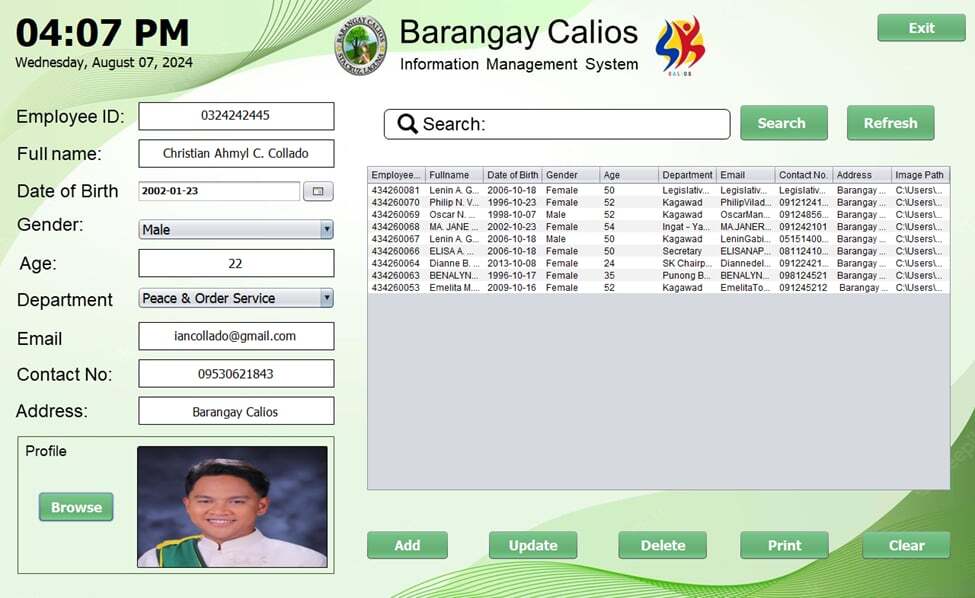 04:07 PM
Wednesday, August 07, 2024
BARANGAY CALIOS
STA. CRUZ, LAGUNA
Barangay Calios
Information Management System
CALIOS
Exit
Employee ID: 0324242445
Full name: Christian Ahmyl C. Collado
Date of Birth 2002-01-23
Gender: Male
Age: 22
Department Peace & Order Service
Email iancollado@gmail.com
Contact No: 09530621843
Address: Barangay Calios
Profile
Browse
Search:
Search
Refresh
Employee... Fullname Date of Birth Gender Age Department Email Contact No. Address Image Path
434260081 Lenin A. G... 2006-10-18 Female 50 Legislativ... Legislativ... Legislativ... Barangay ... C:\Users\...
434260070 Philip N. V... 1996-10-23 Female 52 Kagawad PhilipVilad... 09121241... Barangay ... C:\Users\...
434260069 Oscar N. ... 1998-10-07 Male 52 Kagawad OscarMan... 09124856... Barangay ... C:\Users\...
434260068 MA. JANE ... 2002-10-23 Female 54 Ingat - Ya... MA.JANER... 091242101 Barangay ... C:\Users\...
434260067 Lenin A. G... 2006-10-18 Male 50 Kagawad LeninGabi... 05151400... Barangay ... C:\Users\...
434260066 ELISA A. ... 2006-10-18 Female 50 Secretary ELISANAP... 08112410... Barangay ... C:\Users\...
434260064 Dianne B. ... 2013-10-08 Female 24 SK Chairp... Diannedel... 09122421... Barangay ... C:\Users\...
434260063 BENALYN... 1996-10-17 Female 35 Punong B... BENALYN... 098124521 Barangay ... C:\Users\...
434260053 Emelita M... 2009-10-16 Female 52 Kagawad EmelitaTo... 091245212 Barangay ... C:\Users\...
Add
Update
Delete
Print
Clear